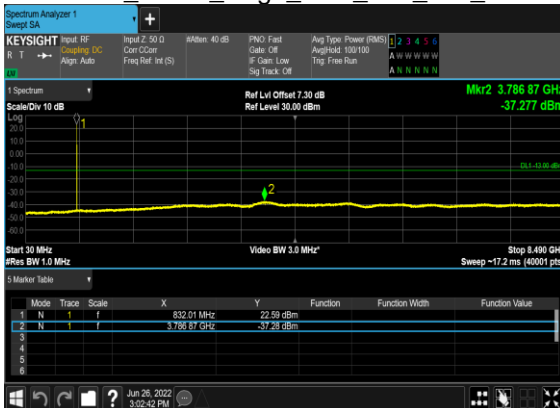 Spectrum Analyzer 1
Swept SA
+
KEYSIGHT Input: RF Input Z: 50 Ω #Atten: 40 dB PNO: Fast Avg Type: Power (RMS) 1 2 3 4 5 6
R T Coupling: DC Corr CCorr Gate: Off Avg|Hold: 100/100 A W W W W W
Align: Auto Freq Ref: Int (S) IF Gain: Low Trig: Free Run
LXI Sig Track: Off A N N N N N
1 Spectrum Ref Lvl Offset 7.30 dB Mkr2 3.786 87 GHz
Scale/Div 10 dB Ref Level 30.00 dBm -37.277 dBm
Log
20.0
10.0
0.00
-10.0
DL1 -13.00 dBm
-20.0
-30.0
-40.0
-50.0
-60.0
1
2
Start 30 MHz Video BW 3.0 MHz* Stop 8.490 GH
#Res BW 1.0 MHz Sweep ~17.2 ms (40001 pts
5 Marker Table
Mode Trace Scale X Y Function Function Width Function Value
1 N 1 f 832.01 MHz 22.59 dBm
2 N 1 f 3.786 87 GHz -37.28 dBm
3
4
5
6
? Jun 26, 2022
3:02:42 PM